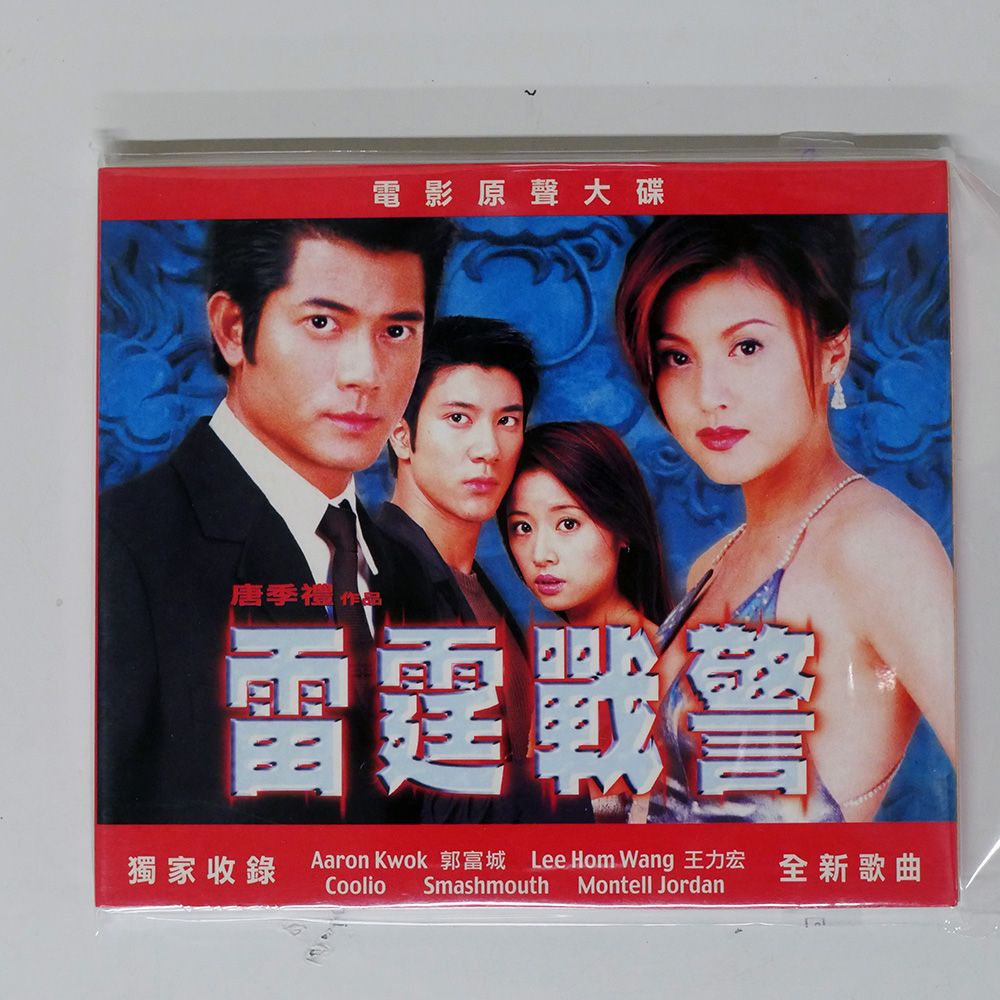 電影原聲大碟
唐季禮 作品
雷霆戰警
獨家收錄
Aaron Kwok 郭富城 Lee Hom Wang 王力宏
Coolio Smashmouth Montell Jordan
全新歌曲